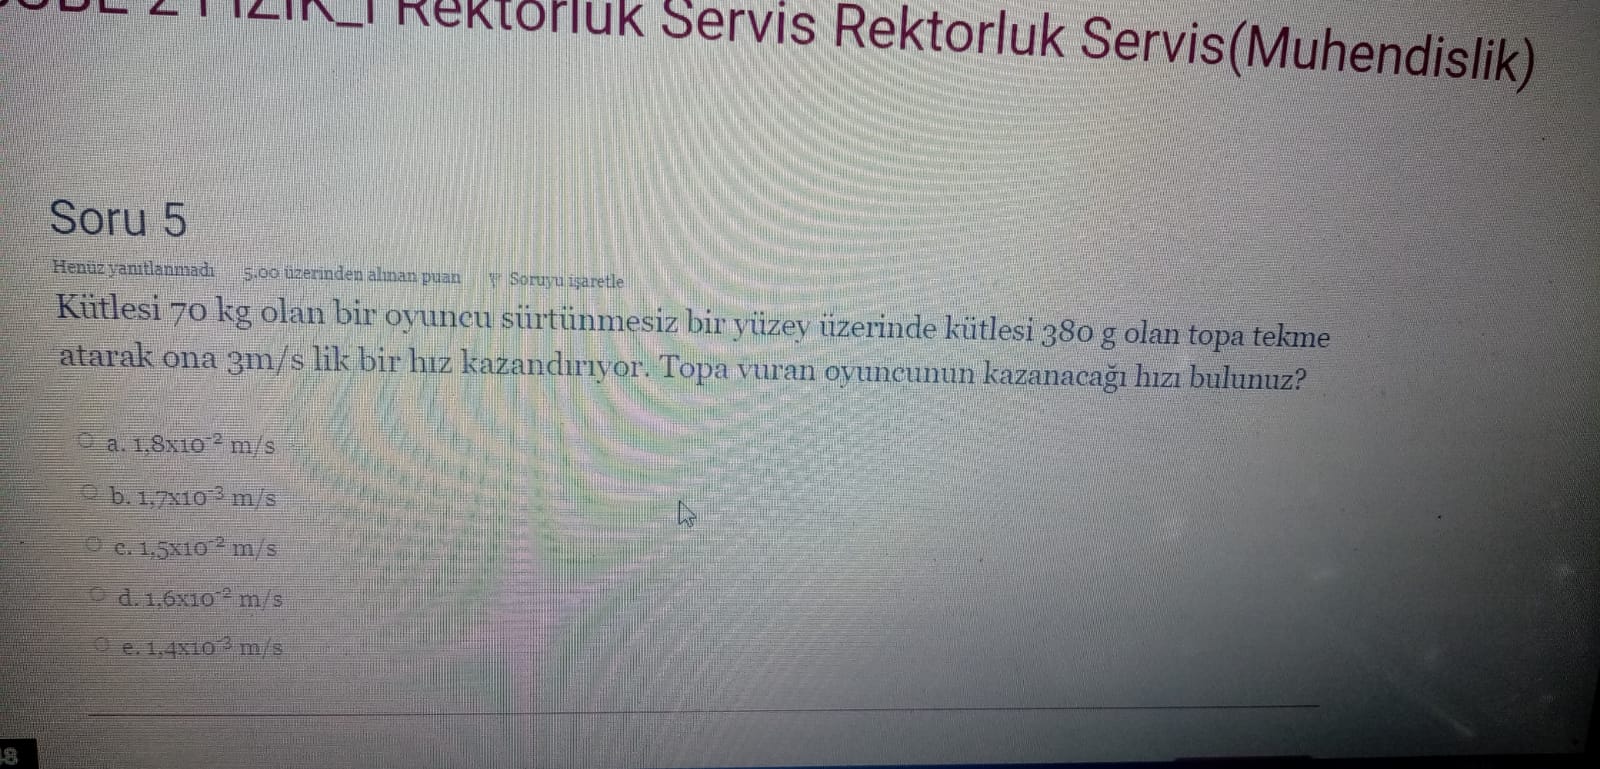 Rektorluk Servis Rektorluk Servis(Muhendislik)
Soru 5
Henüz yanıtlanmadı 5,00 üzerinden alınan puan Soruyu işaretle
Kütlesi 70 kg olan bir oyuncu sürtünmesiz bir yüzey üzerinde kütlesi 380 g olan topa tekme
atarak ona 3m/s lik bir hız kazandırıyor. Topa vuran oyuncunun kazanacağı hızı bulunuz?
a. 1,8x10⁻² m/s
b. 1,7x10⁻³ m/s
c. 1,5x10⁻² m/s
d. 1,6x10⁻² m/s
e. 1,4x10⁻³ m/s